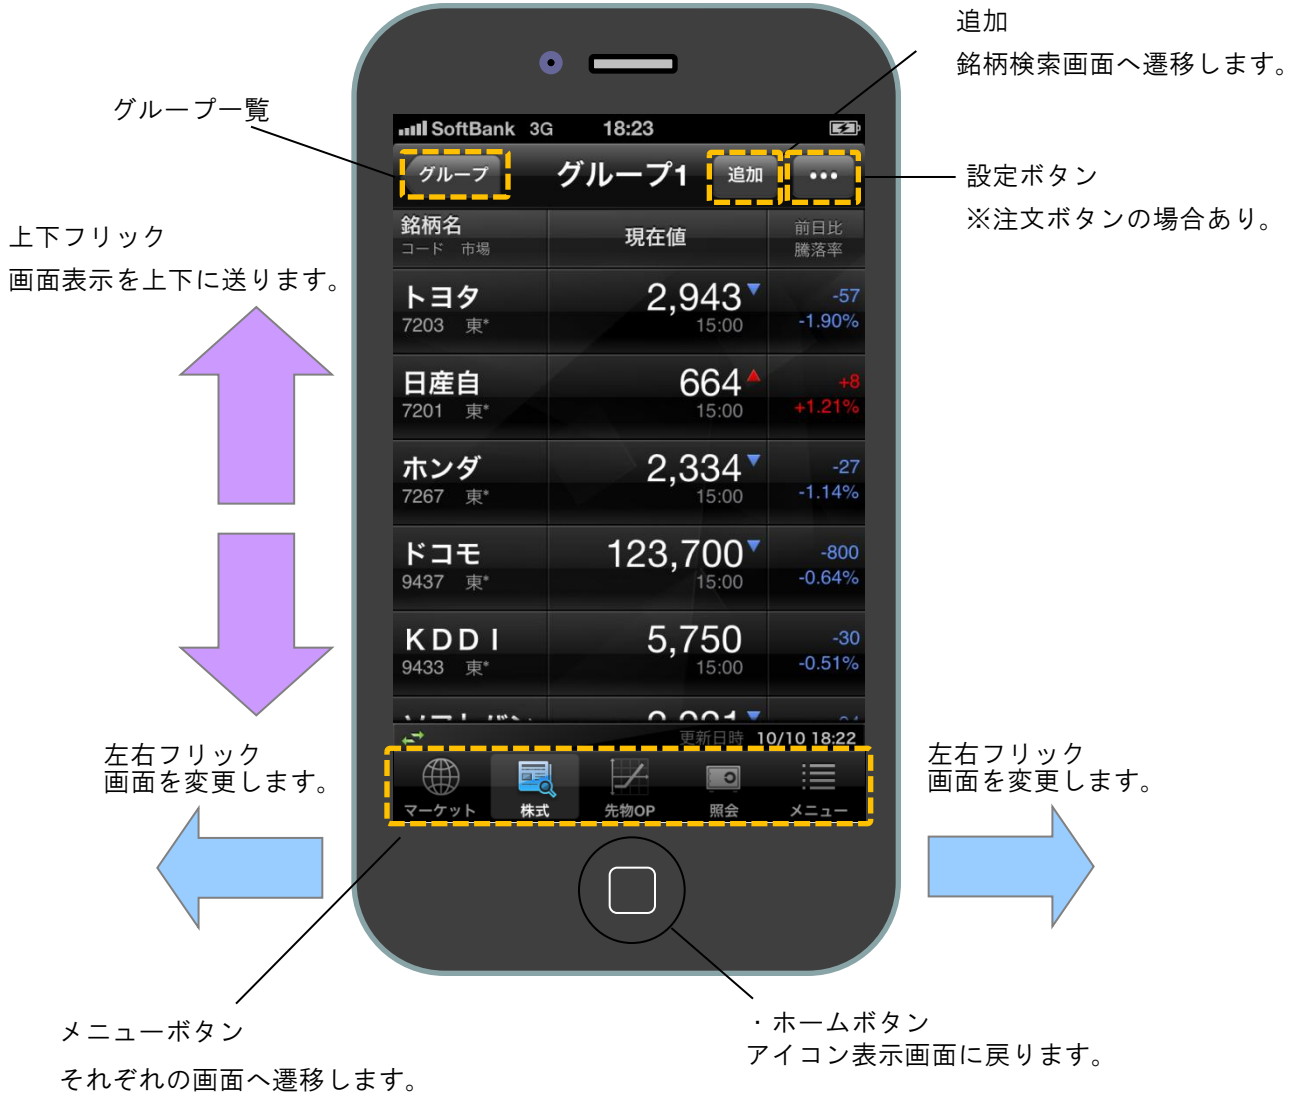 追加
銘柄検索画面へ遷移します。
グループ一覧
SoftBank 3G 18:23
グループ グループ1 追加 •••
設定ボタン
※注文ボタンの場合あり。
上下フリック
画面表示を上下に送ります。
銘柄名 現在値 前日比
コード 市場 騰落率
トヨタ 2,943 -57
7203 東* 15:00 -1.90%
日産自 664 +8
7201 東* 15:00 +1.21%
ホンダ 2,334 -27
7267 東* 15:00 -1.14%
ドコモ 123,700 -800
9437 東* 15:00 -0.64%
ＫＤＤＩ 5,750 -30
9433 東* 15:00 -0.51%
更新日時 10/10 18:22
マーケット 株式 先物OP 照会 メニュー
左右フリック
画面を変更します。
左右フリック
画面を変更します。
メニューボタン
それぞれの画面へ遷移します。
・ホームボタン
アイコン表示画面に戻ります。